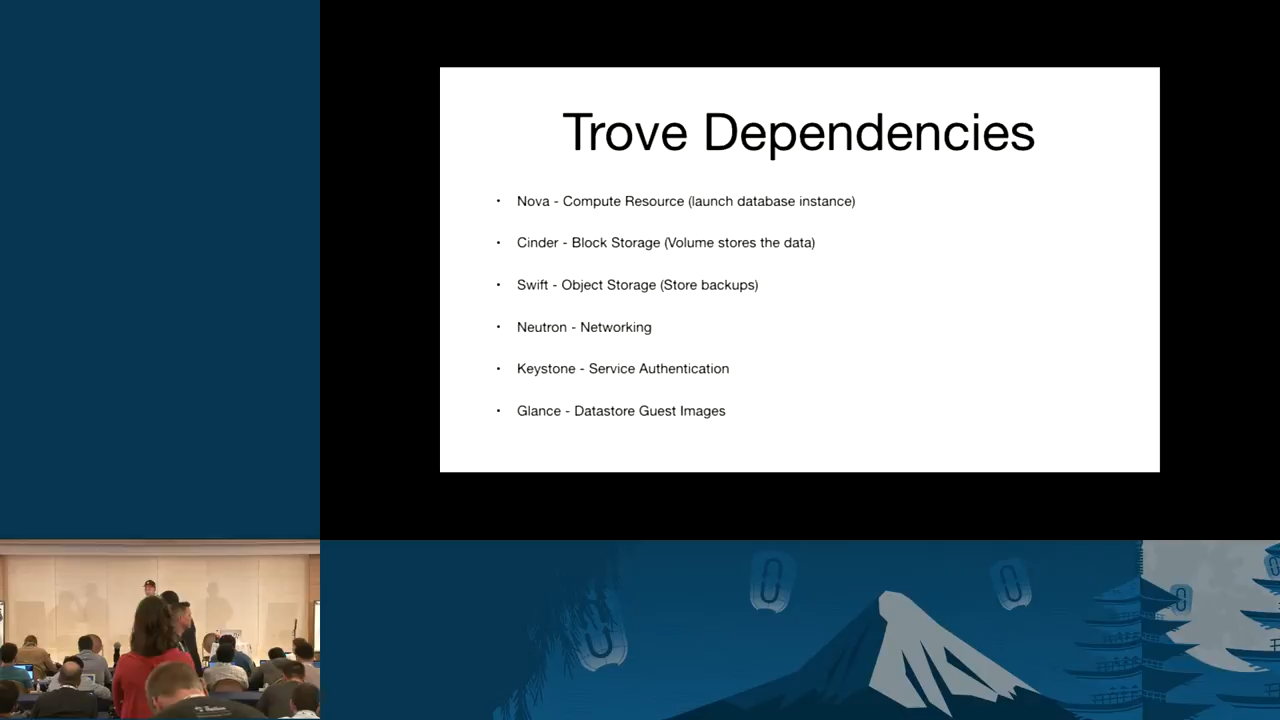 Trove Dependencies
• Nova - Compute Resource (launch database instance)
• Cinder - Block Storage (Volume stores the data)
• Swift - Object Storage (Store backups)
• Neutron - Networking
• Keystone - Service Authentication
• Glance - Datastore Guest Images